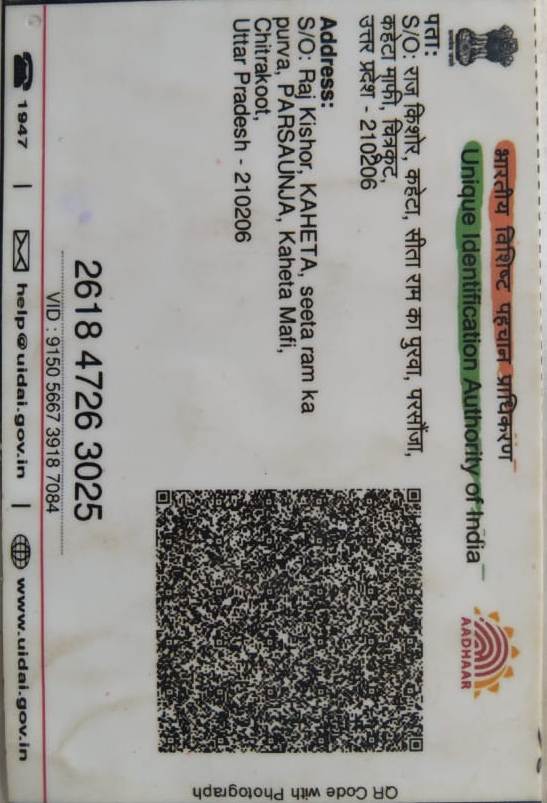 भारतीय विशिष्ट पहचान प्राधिकरण
Unique Identification Authority of India
AADHAAR
पता:
S/O: राज किशोर, कहेटा, सीता राम का पुरवा, परसौंजा,
कहेटा माफी, चित्रकूट,
उत्तर प्रदेश - 210206
Address:
S/O: Raj Kishor, KAHETA, seeta ram ka
purva, PARSAUNJA, Kaheta Mafi,
Chitrakoot,
Uttar Pradesh - 210206
QR Code with Photograph
2618 4726 3025
VID : 9150 5667 3918 7084
1947 | help@uidai.gov.in | www.uidai.gov.in